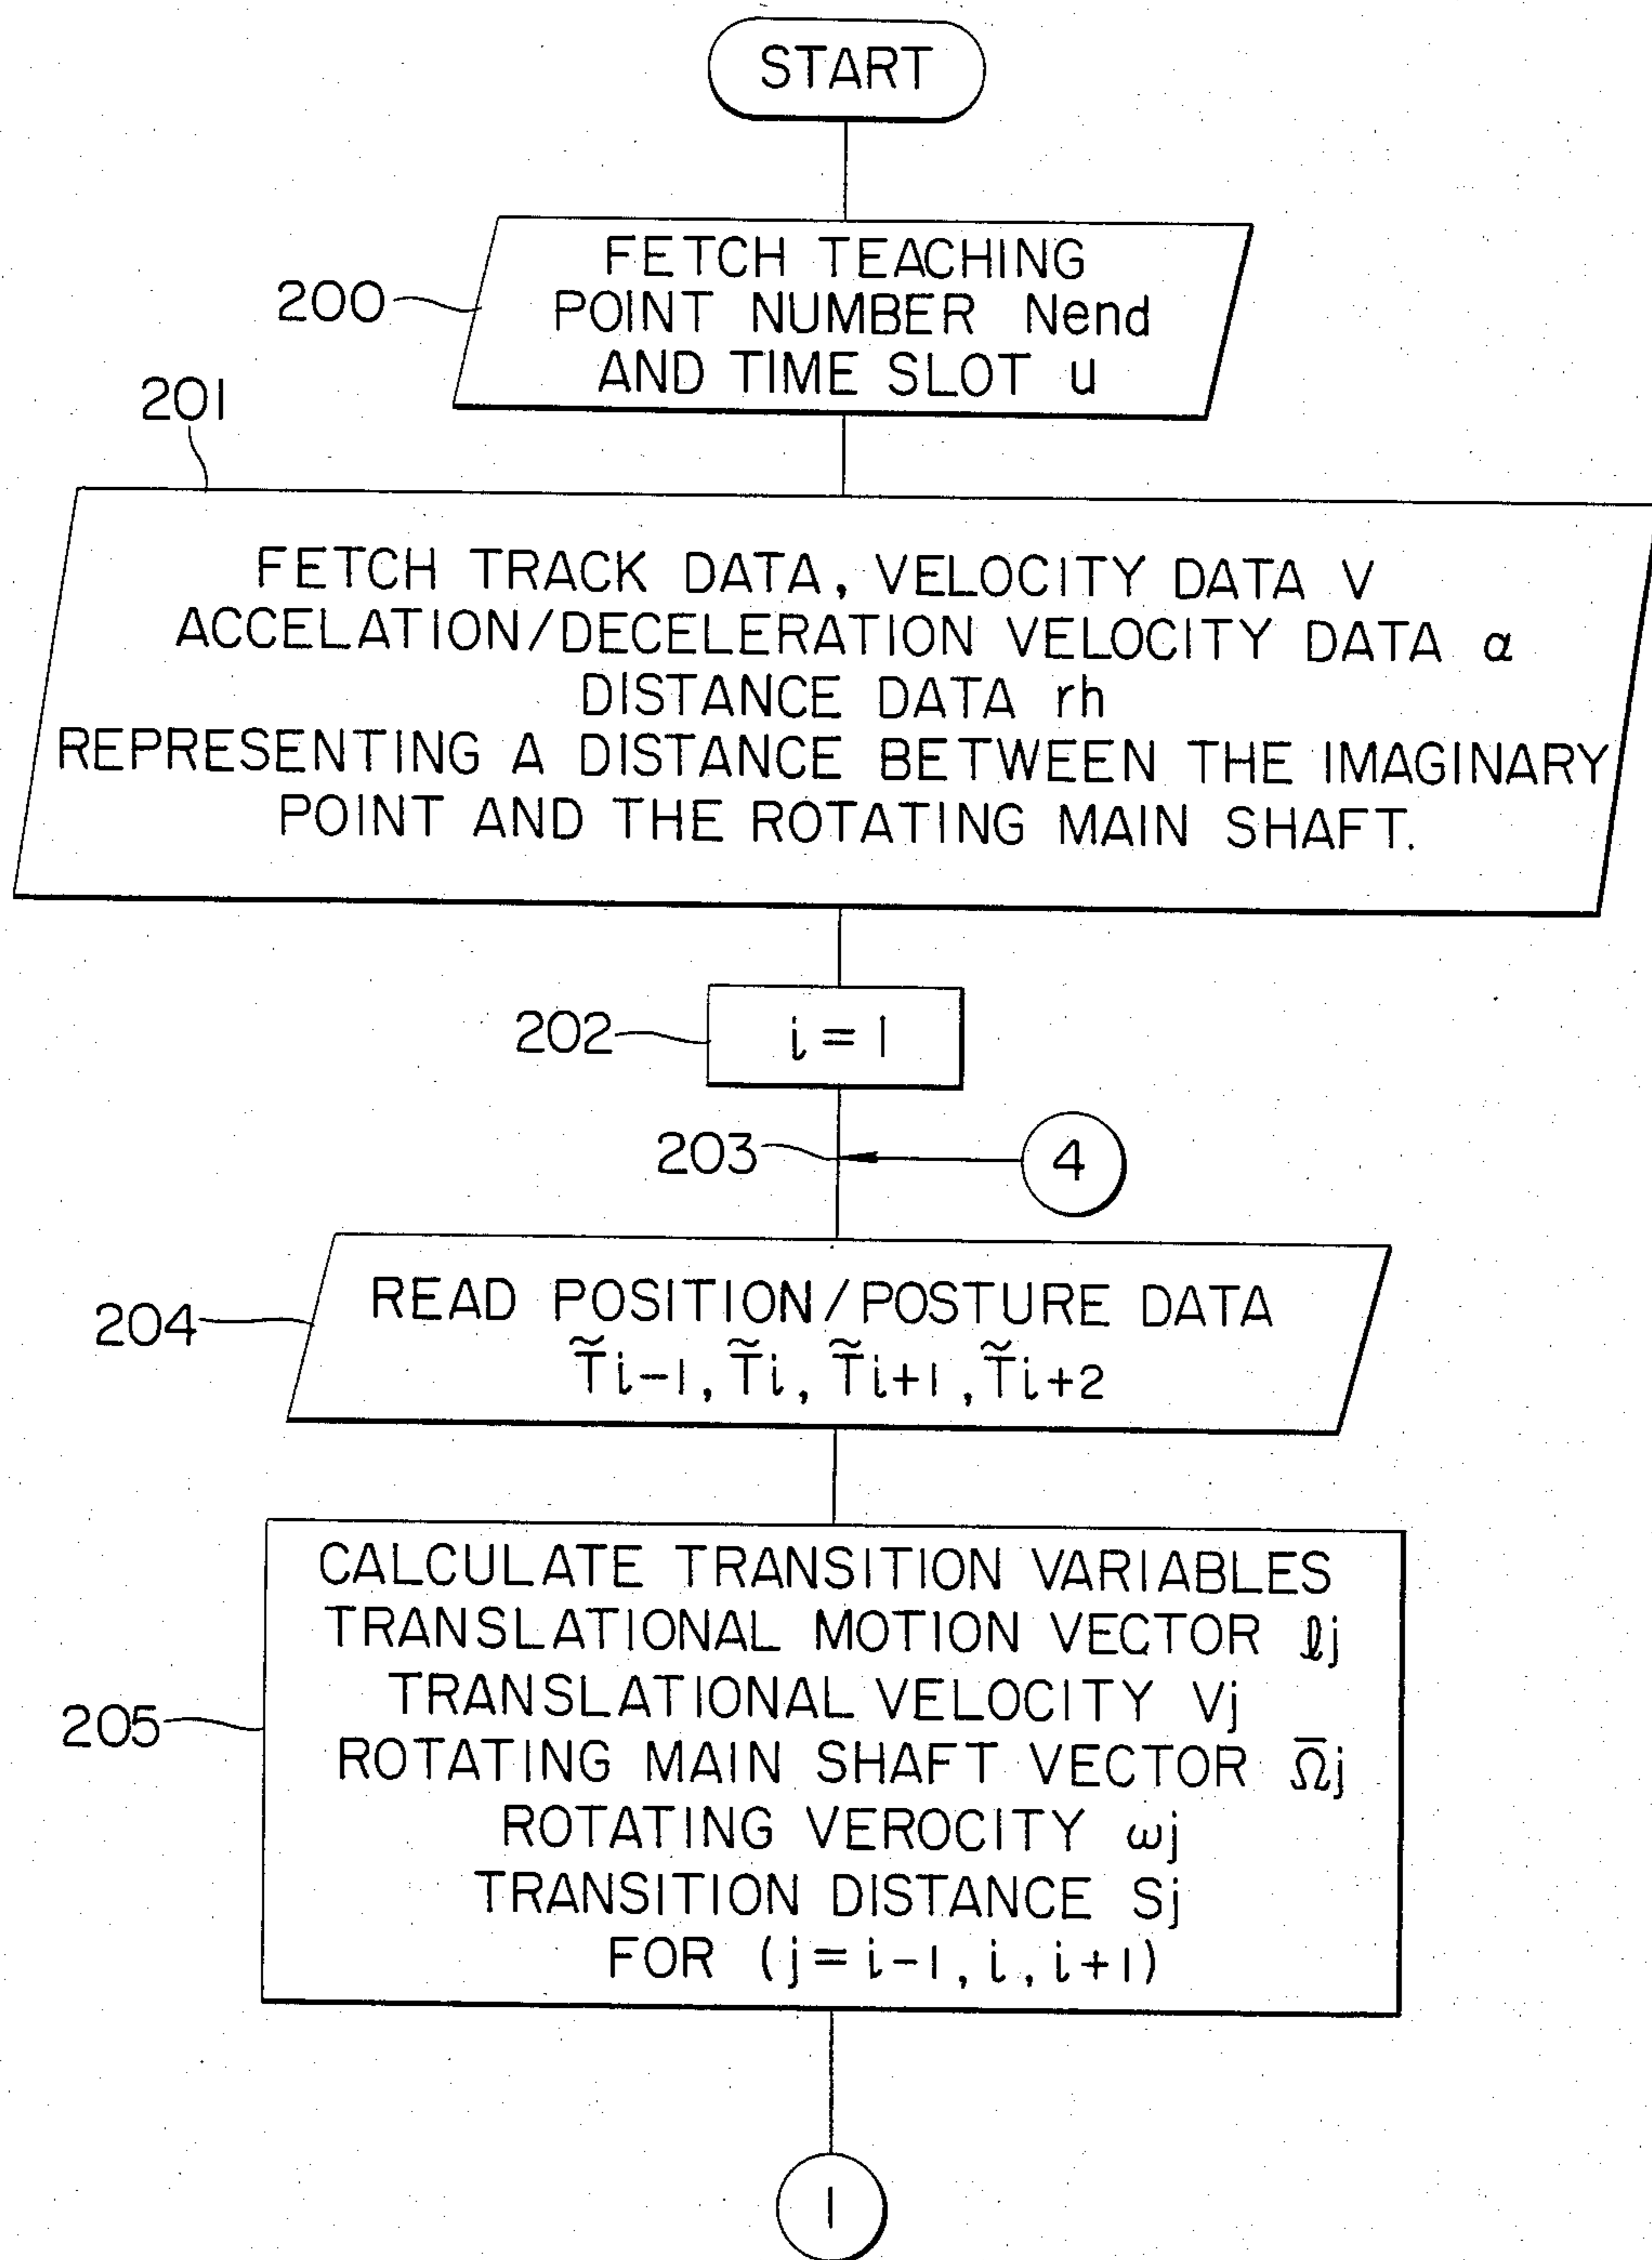 START
200
FETCH TEACHING
POINT NUMBER Nend
AND TIME SLOT u
201
FETCH TRACK DATA, VELOCITY DATA V
ACCELATION/DECELERATION VELOCITY DATA α
DISTANCE DATA rh
REPRESENTING A DISTANCE BETWEEN THE IMAGINARY
POINT AND THE ROTATING MAIN SHAFT.
202
i = 1
203
4
204
READ POSITION/POSTURE DATA
T̃i-1, T̃i, T̃i+1, T̃i+2
205
CALCULATE TRANSITION VARIABLES
TRANSLATIONAL MOTION VECTOR ℓj
TRANSLATIONAL VELOCITY Vj
ROTATING MAIN SHAFT VECTOR Ω̄j
ROTATING VEROCITY ωj
TRANSITION DISTANCE Sj
FOR (j=i-1, i, i+1)
1